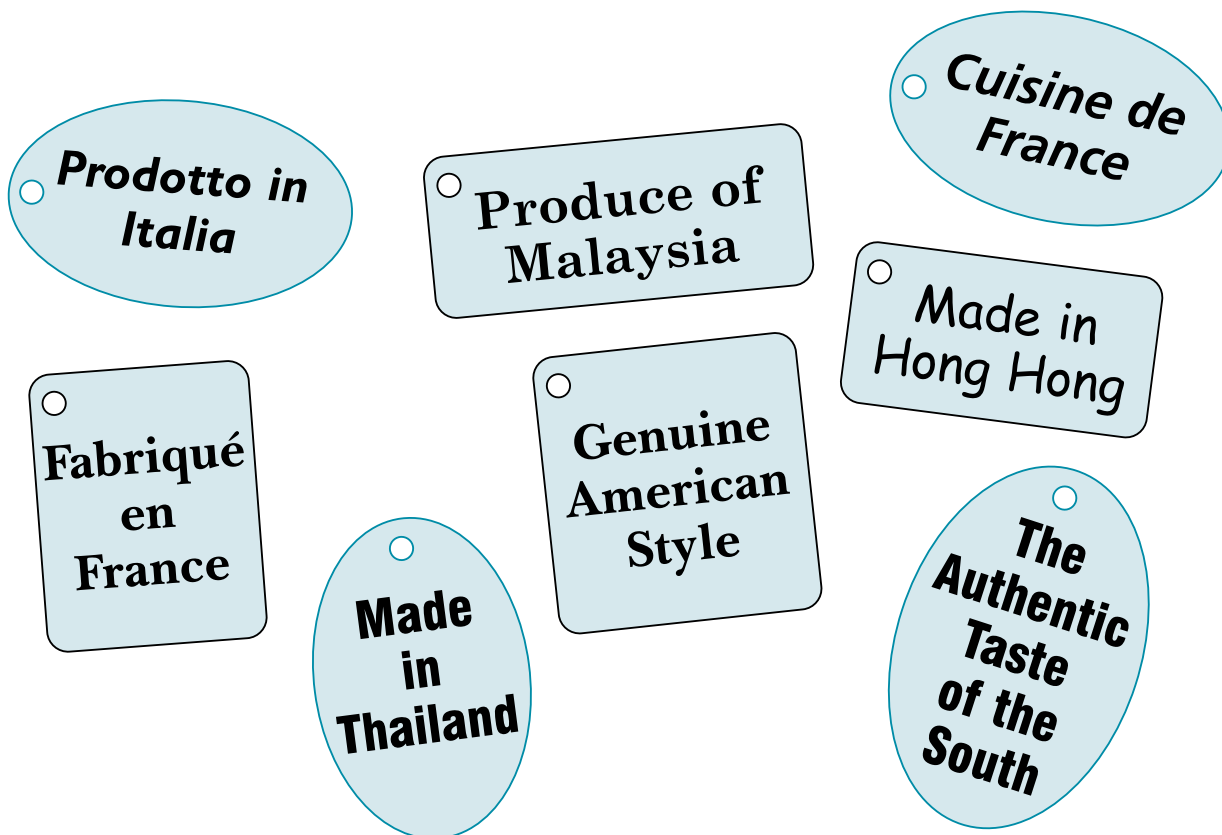 Cuisine de
France
Prodotto in
Italia
Produce of
Malaysia
Made in
Hong Hong
Fabriqué
en
France
Genuine
American
Style
Made
in
Thailand
The
Authentic
Taste
of the
South